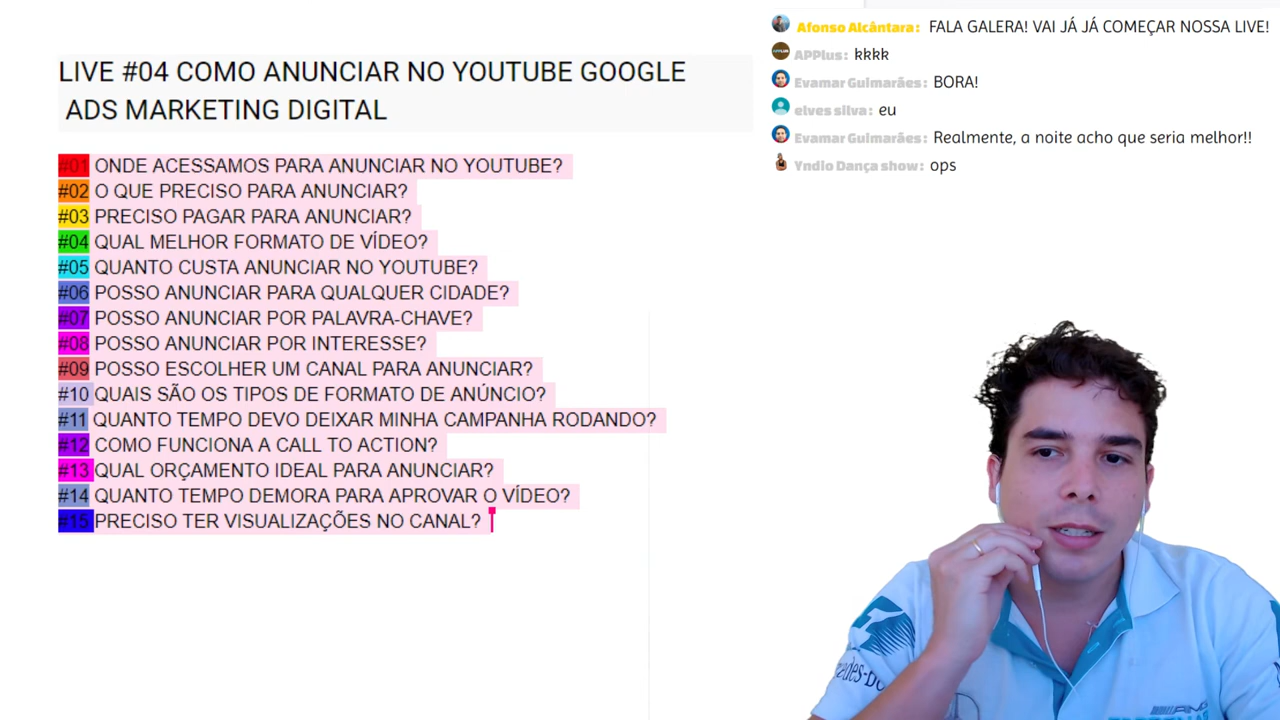 LIVE #04 COMO ANUNCIAR NO YOUTUBE GOOGLE
ADS MARKETING DIGITAL
#01 ONDE ACESSAMOS PARA ANUNCIAR NO YOUTUBE?
#02 O QUE PRECISO PARA ANUNCIAR?
#03 PRECISO PAGAR PARA ANUNCIAR?
#04 QUAL MELHOR FORMATO DE VÍDEO?
#05 QUANTO CUSTA ANUNCIAR NO YOUTUBE?
#06 POSSO ANUNCIAR PARA QUALQUER CIDADE?
#07 POSSO ANUNCIAR POR PALAVRA-CHAVE?
#08 POSSO ANUNCIAR POR INTERESSE?
#09 POSSO ESCOLHER UM CANAL PARA ANUNCIAR?
#10 QUAIS SÃO OS TIPOS DE FORMATO DE ANÚNCIO?
#11 QUANTO TEMPO DEVO DEIXAR MINHA CAMPANHA RODANDO?
#12 COMO FUNCIONA A CALL TO ACTION?
#13 QUAL ORÇAMENTO IDEAL PARA ANUNCIAR?
#14 QUANTO TEMPO DEMORA PARA APROVAR O VÍDEO?
#15 PRECISO TER VISUALIZAÇÕES NO CANAL?
Afonso Alcântara: FALA GALERA! VAI JÁ JÁ COMEÇAR NOSSA LIVE!
APPlus: kkkk
Evamar Guimarães: BORA!
elves silva: eu
Evamar Guimarães: Realmente, a noite acho que seria melhor!!
Yndio Dança show: ops
AMG